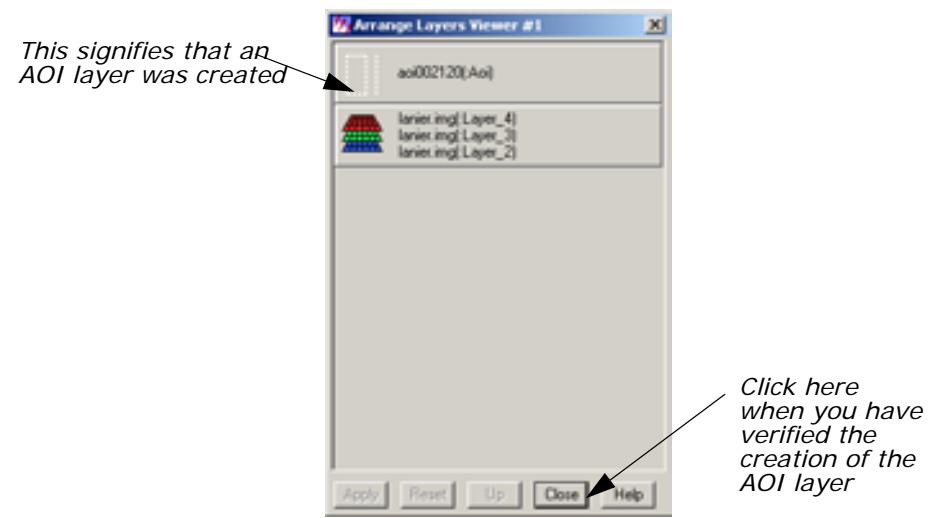 Arrange Layers Viewer #1
This signifies that an
AOI layer was created
aoi002120(:Aoi)
lanier.img(:Layer_4)
lanier.img(:Layer_3)
lanier.img(:Layer_2)
Click here
when you have
verified the
creation of the
AOI layer
Apply Reset Up Close Help